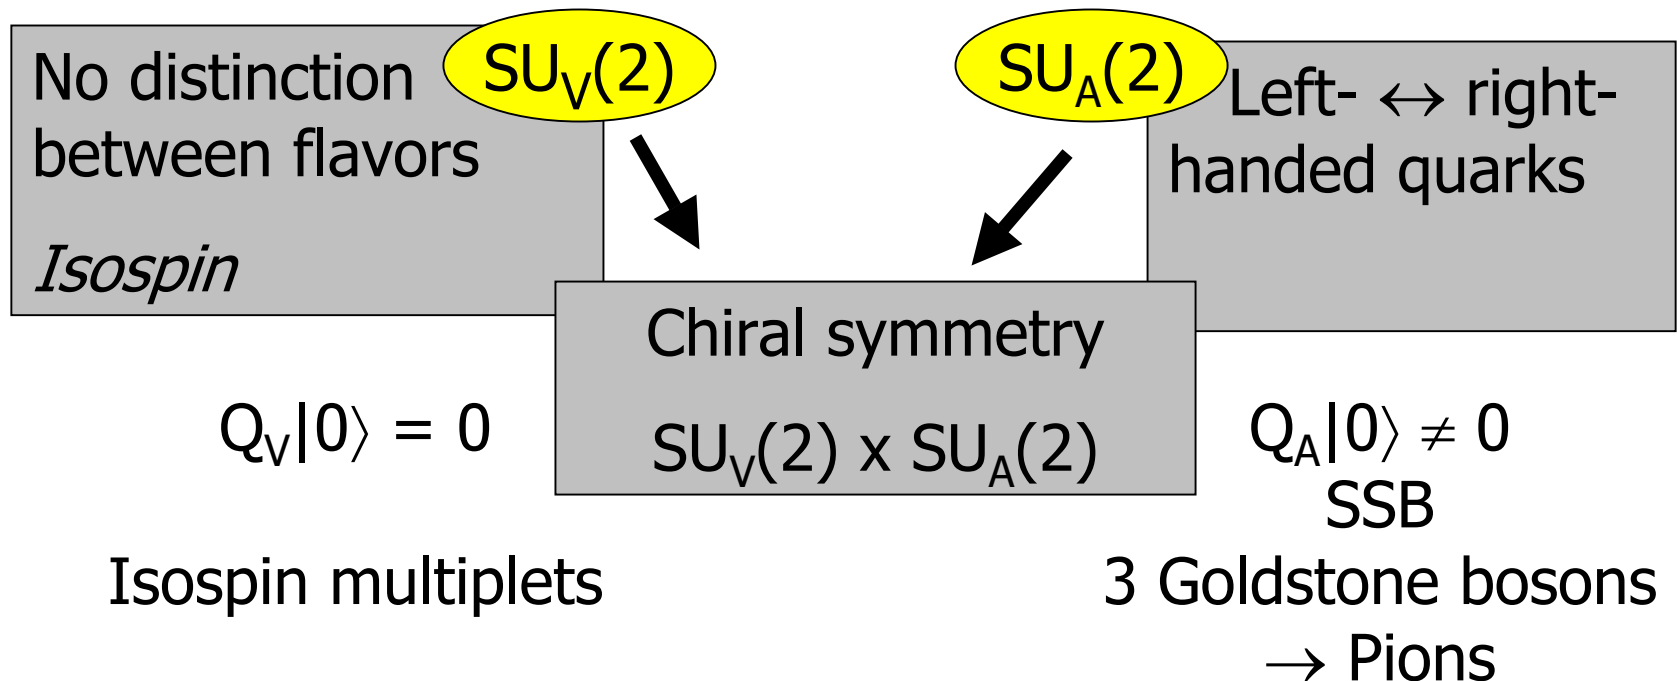 No distinction
between flavors
Isospin
SU_V(2)
SU_A(2)
Left- ↔ right-
handed quarks
Chiral symmetry
SU_V(2) x SU_A(2)
Q_V|0⟩ = 0
Isospin multiplets
Q_A|0⟩ ≠ 0
SSB
3 Goldstone bosons
→ Pions